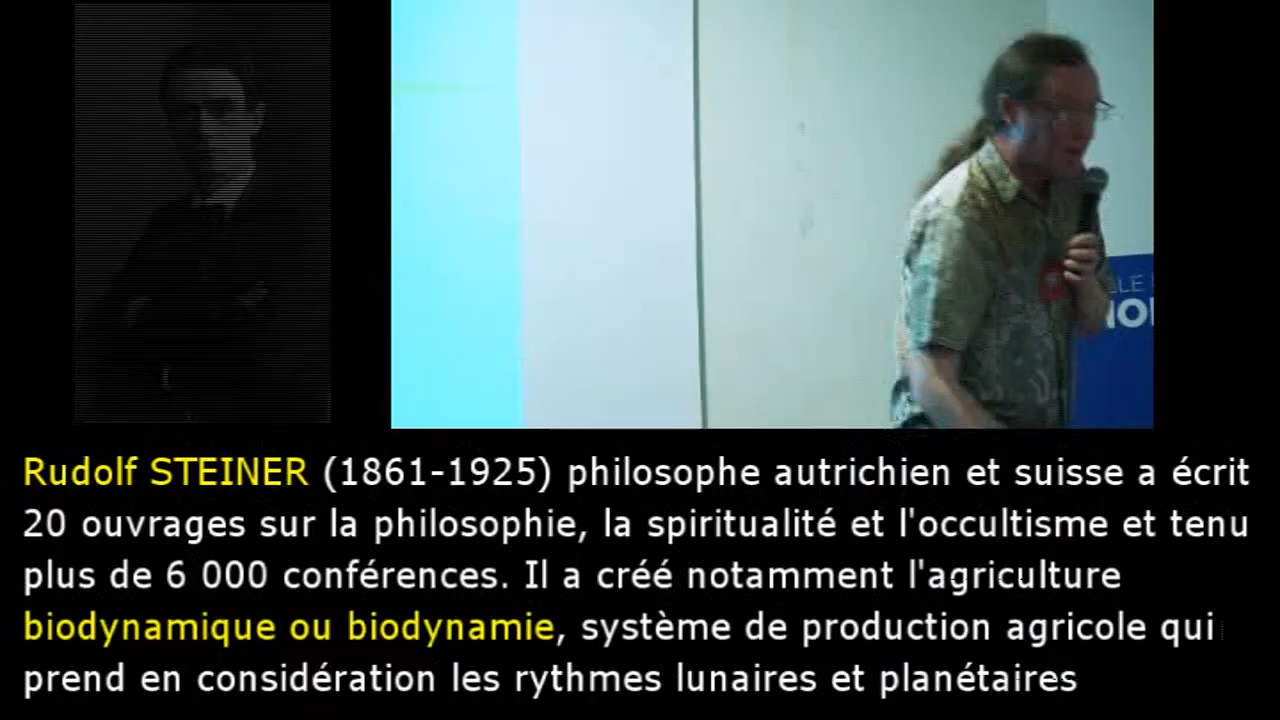 Rudolf STEINER (1861-1925) philosophe autrichien et suisse a écrit
20 ouvrages sur la philosophie, la spiritualité et l'occultisme et tenu
plus de 6 000 conférences. Il a créé notamment l'agriculture
biodynamique ou biodynamie, système de production agricole qui
prend en considération les rythmes lunaires et planétaires